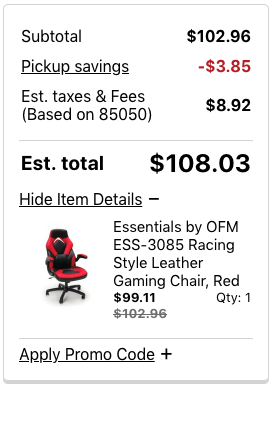 Subtotal $102.96
Pickup savings -$3.85
Est. taxes & Fees
(Based on 85050) $8.92
Est. total $108.03
Hide Item Details −
Essentials by OFM
ESS-3085 Racing
Style Leather
Gaming Chair, Red
$99.11 Qty: 1
$102.96
Apply Promo Code +